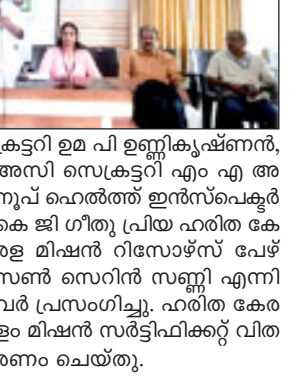 ക്രട്ടറി ഉമ പി ഉണ്ണികൃഷ്ണൻ,
അസി സെക്രട്ടറി എം എ അ
നൂപ് ഹെൽത്ത് ഇൻസ്പെക്ടർ
കെ ജി ഗീതു പ്രിയ ഹരിത കേ
രള മിഷൻ റിസോഴ്സ് പേഴ്
സൺ സെറിൻ സണ്ണി എന്നി
വർ പ്രസംഗിച്ചു. ഹരിത കേര
ളം മിഷൻ സർട്ടിഫിക്കറ്റ് വിത
രണം ചെയ്തു.